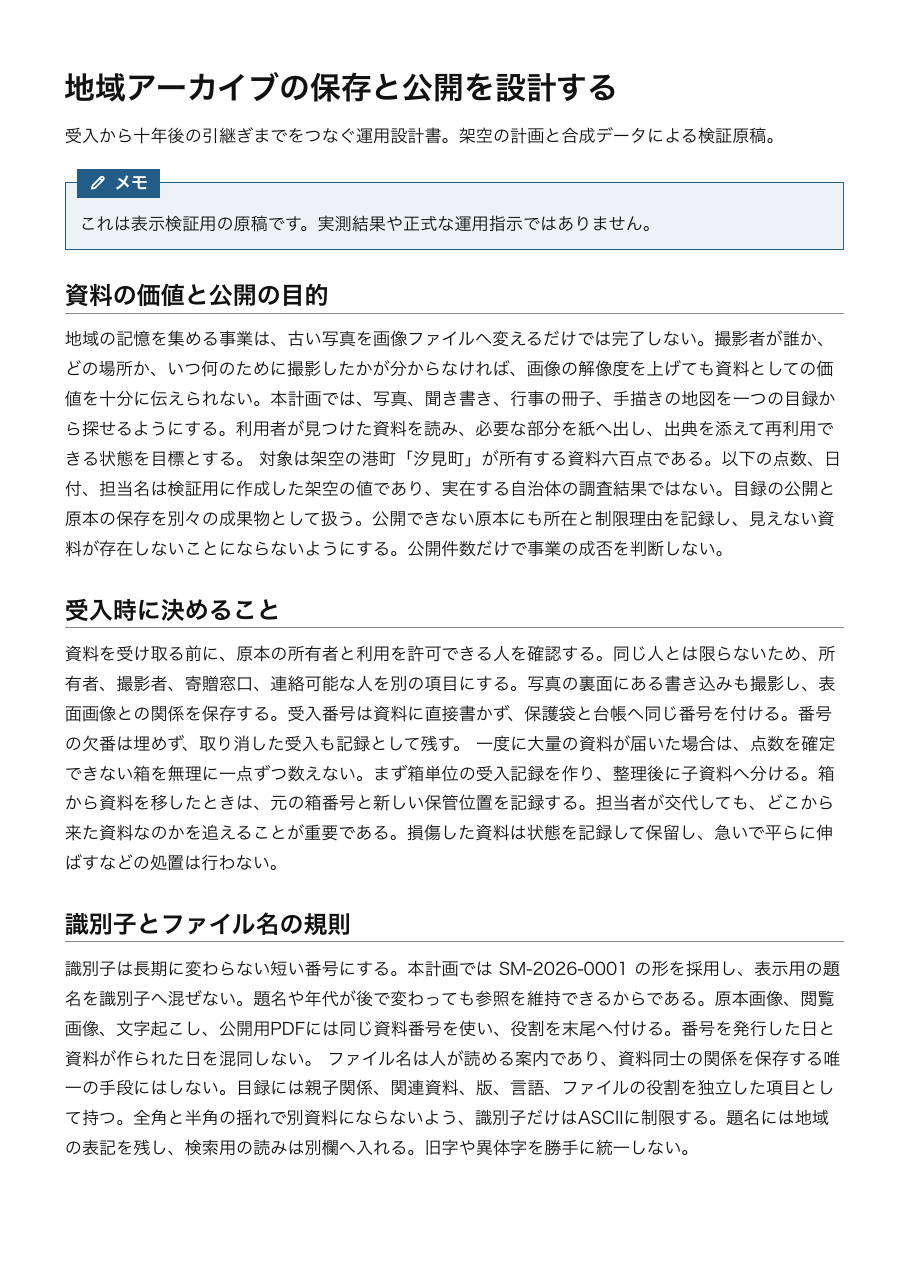 地域アーカイブの保存と公開を設計する
受入から十年後の引継ぎまでをつなぐ運用設計書。架空の計画と合成データによる検証原稿。
メモ
これは表示検証用の原稿です。実測結果や正式な運用指示ではありません。
資料の価値と公開の目的
地域の記憶を集める事業は、古い写真を画像ファイルへ変えるだけでは完了しない。撮影者が誰か、
どの場所か、いつ何のために撮影したかが分からなければ、画像の解像度を上げても資料としての価
値を十分に伝えられない。本計画では、写真、聞き書き、行事の冊子、手描きの地図を一つの目録か
ら探せるようにする。利用者が見つけた資料を読み、必要な部分を紙へ出し、出典を添えて再利用で
きる状態を目標とする。 対象は架空の港町「汐見町」が所有する資料六百点である。以下の点数、日
付、担当名は検証用に作成した架空の値であり、実在する自治体の調査結果ではない。目録の公開と
原本の保存を別々の成果物として扱う。公開できない原本にも所在と制限理由を記録し、見えない資
料が存在しないことにならないようにする。公開件数だけで事業の成否を判断しない。
受入時に決めること
資料を受け取る前に、原本の所有者と利用を許可できる人を確認する。同じ人とは限らないため、所
有者、撮影者、寄贈窓口、連絡可能な人を別の項目にする。写真の裏面にある書き込みも撮影し、表
面画像との関係を保存する。受入番号は資料に直接書かず、保護袋と台帳へ同じ番号を付ける。番号
の欠番は埋めず、取り消した受入も記録として残す。 一度に大量の資料が届いた場合は、点数を確定
できない箱を無理に一点ずつ数えない。まず箱単位の受入記録を作り、整理後に子資料へ分ける。箱
から資料を移したときは、元の箱番号と新しい保管位置を記録する。担当者が交代しても、どこから
来た資料なのかを追えることが重要である。損傷した資料は状態を記録して保留し、急いで平らに伸
ばすなどの処置は行わない。
識別子とファイル名の規則
識別子は長期に変わらない短い番号にする。本計画では SM-2026-0001 の形を採用し、表示用の題
名を識別子へ混ぜない。題名や年代が後で変わっても参照を維持できるからである。原本画像、閲覧
画像、文字起こし、公開用PDFには同じ資料番号を使い、役割を末尾へ付ける。番号を発行した日と
資料が作られた日を混同しない。 ファイル名は人が読める案内であり、資料同士の関係を保存する唯
一の手段にはしない。目録には親子関係、関連資料、版、言語、ファイルの役割を独立した項目とし
て持つ。全角と半角の揺れで別資料にならないよう、識別子だけはASCIIに制限する。題名には地域
の表記を残し、検索用の読みは別欄へ入れる。旧字や異体字を勝手に統一しない。